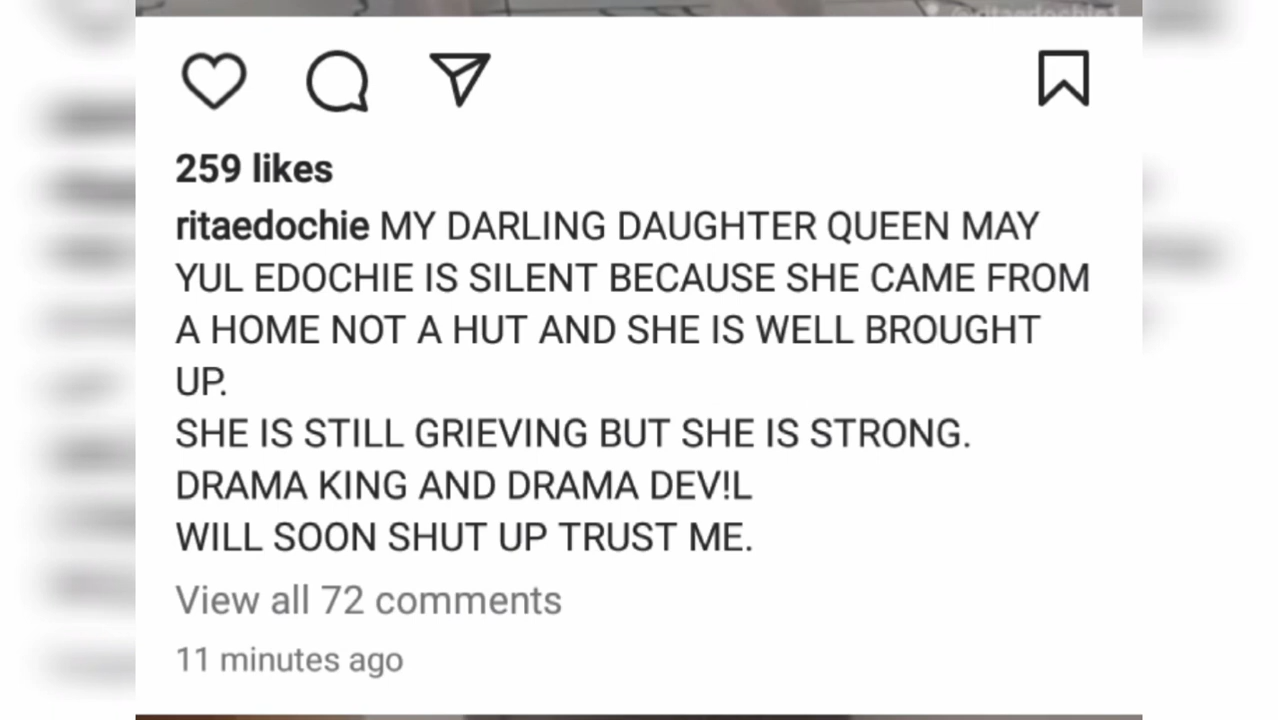 259 likes
ritaedochie MY DARLING DAUGHTER QUEEN MAY
YUL EDOCHIE IS SILENT BECAUSE SHE CAME FROM
A HOME NOT A HUT AND SHE IS WELL BROUGHT
UP.
SHE IS STILL GRIEVING BUT SHE IS STRONG.
DRAMA KING AND DRAMA DEV!L
WILL SOON SHUT UP TRUST ME.
View all 72 comments
11 minutes ago